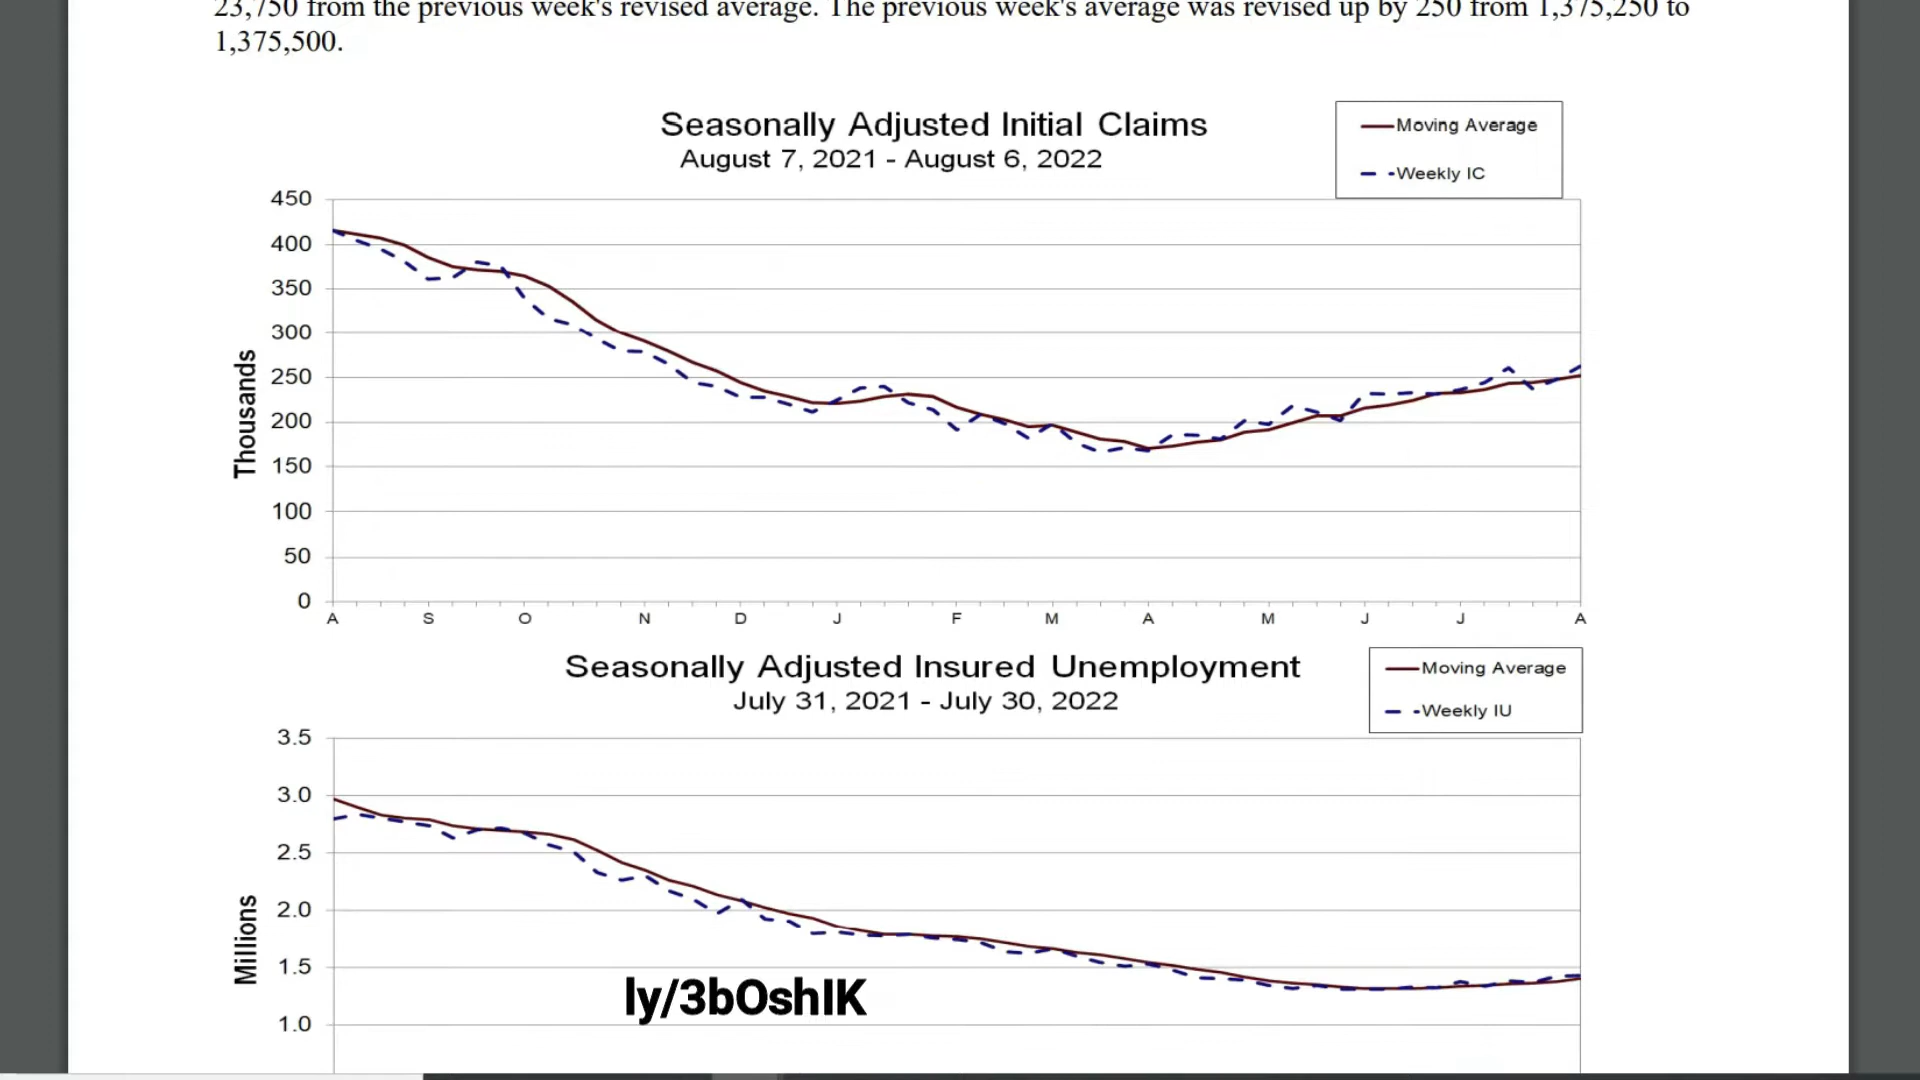 23,750 from the previous week's revised average. The previous week's average was revised up by 250 from 1,375,250 to
1,375,500.
Seasonally Adjusted Initial Claims
August 7, 2021 - August 6, 2022
Moving Average
Weekly IC
Thousands
450
400
350
300
250
200
150
100
50
0
A S O N D J F M A M J J A
Seasonally Adjusted Insured Unemployment
July 31, 2021 - July 30, 2022
Moving Average
Weekly IU
Millions
3.5
3.0
2.5
2.0
1.5
1.0
ly/3bOshIK